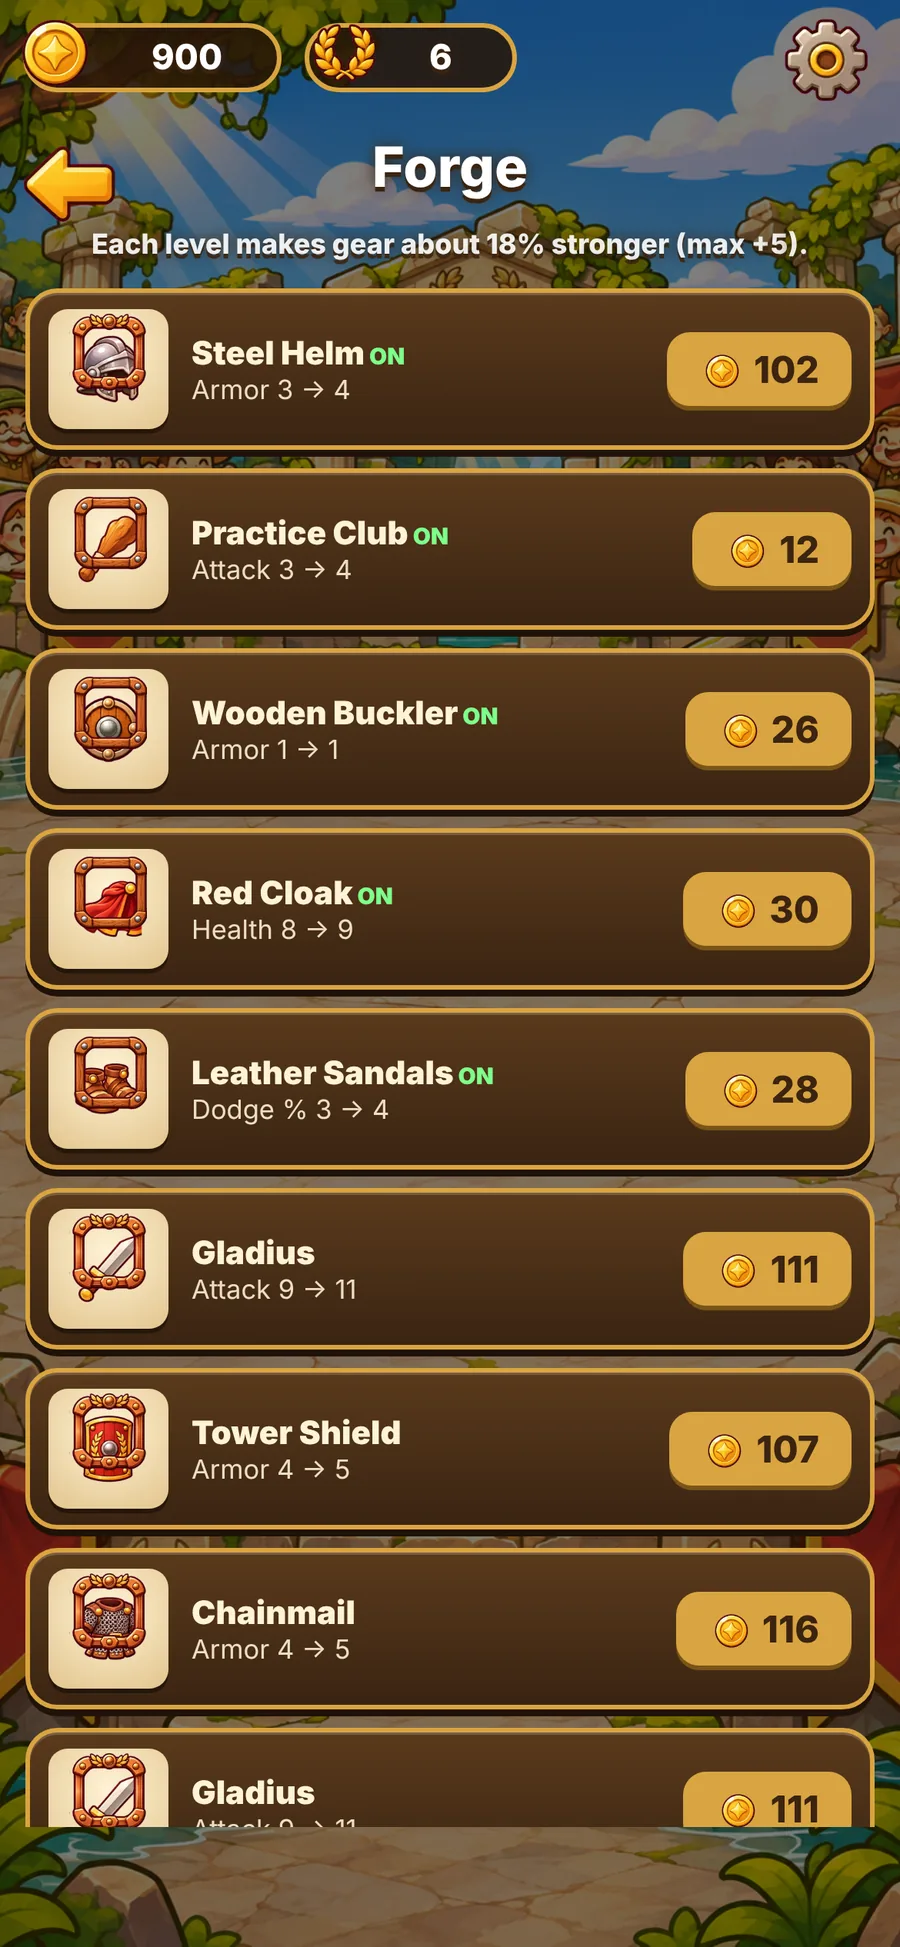 900
6
Forge
Each level makes gear about 18% stronger (max +5).
Steel Helm ON
Armor 3 → 4
102
Practice Club ON
Attack 3 → 4
12
Wooden Buckler ON
Armor 1 → 1
26
Red Cloak ON
Health 8 → 9
30
Leather Sandals ON
Dodge % 3 → 4
28
Gladius
Attack 9 → 11
111
Tower Shield
Armor 4 → 5
107
Chainmail
Armor 4 → 5
116
Gladius
Attack 9 → 11
111